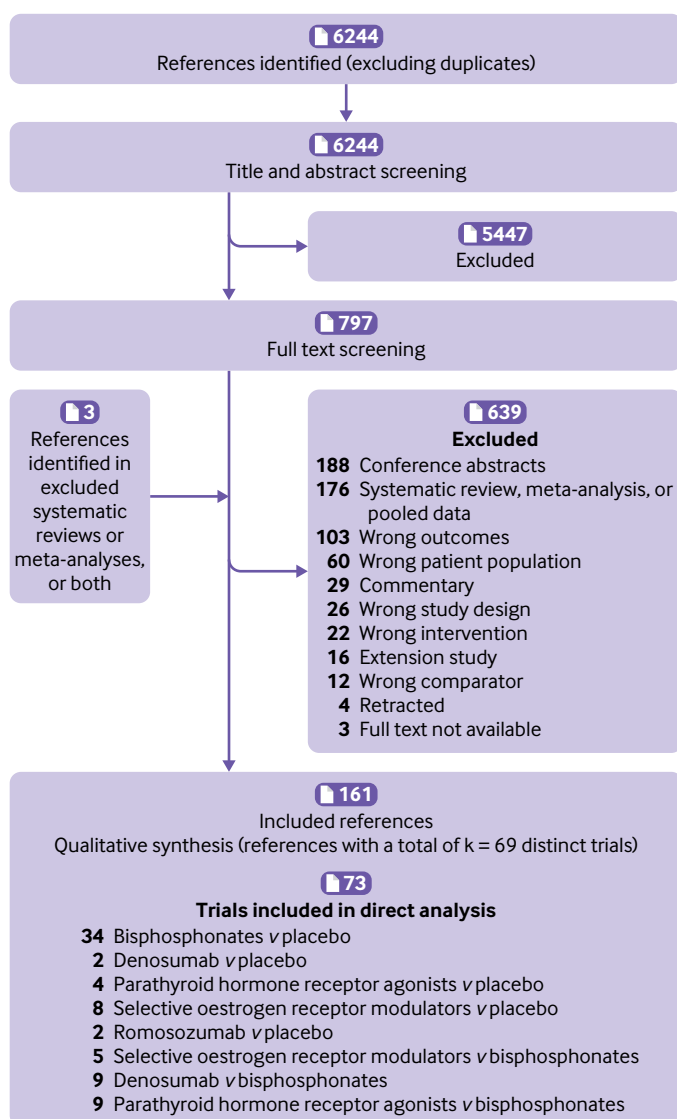 6244
References identified (excluding duplicates)
6244
Title and abstract screening
5447
Excluded
797
Full text screening
3
References
identified in
excluded
systematic
reviews or
meta-analyses,
or both
639
Excluded
188 Conference abstracts
176 Systematic review, meta-analysis, or
pooled data
103 Wrong outcomes
60 Wrong patient population
29 Commentary
26 Wrong study design
22 Wrong intervention
16 Extension study
12 Wrong comparator
4 Retracted
3 Full text not available
161
Included references
Qualitative synthesis (references with a total of k = 69 distinct trials)
73
Trials included in direct analysis
34 Bisphosphonates v placebo
2 Denosumab v placebo
4 Parathyroid hormone receptor agonists v placebo
8 Selective oestrogen receptor modulators v placebo
2 Romosozumab v placebo
5 Selective oestrogen receptor modulators v bisphosphonates
9 Denosumab v bisphosphonates
9 Parathyroid hormone receptor agonists v bisphosphonates